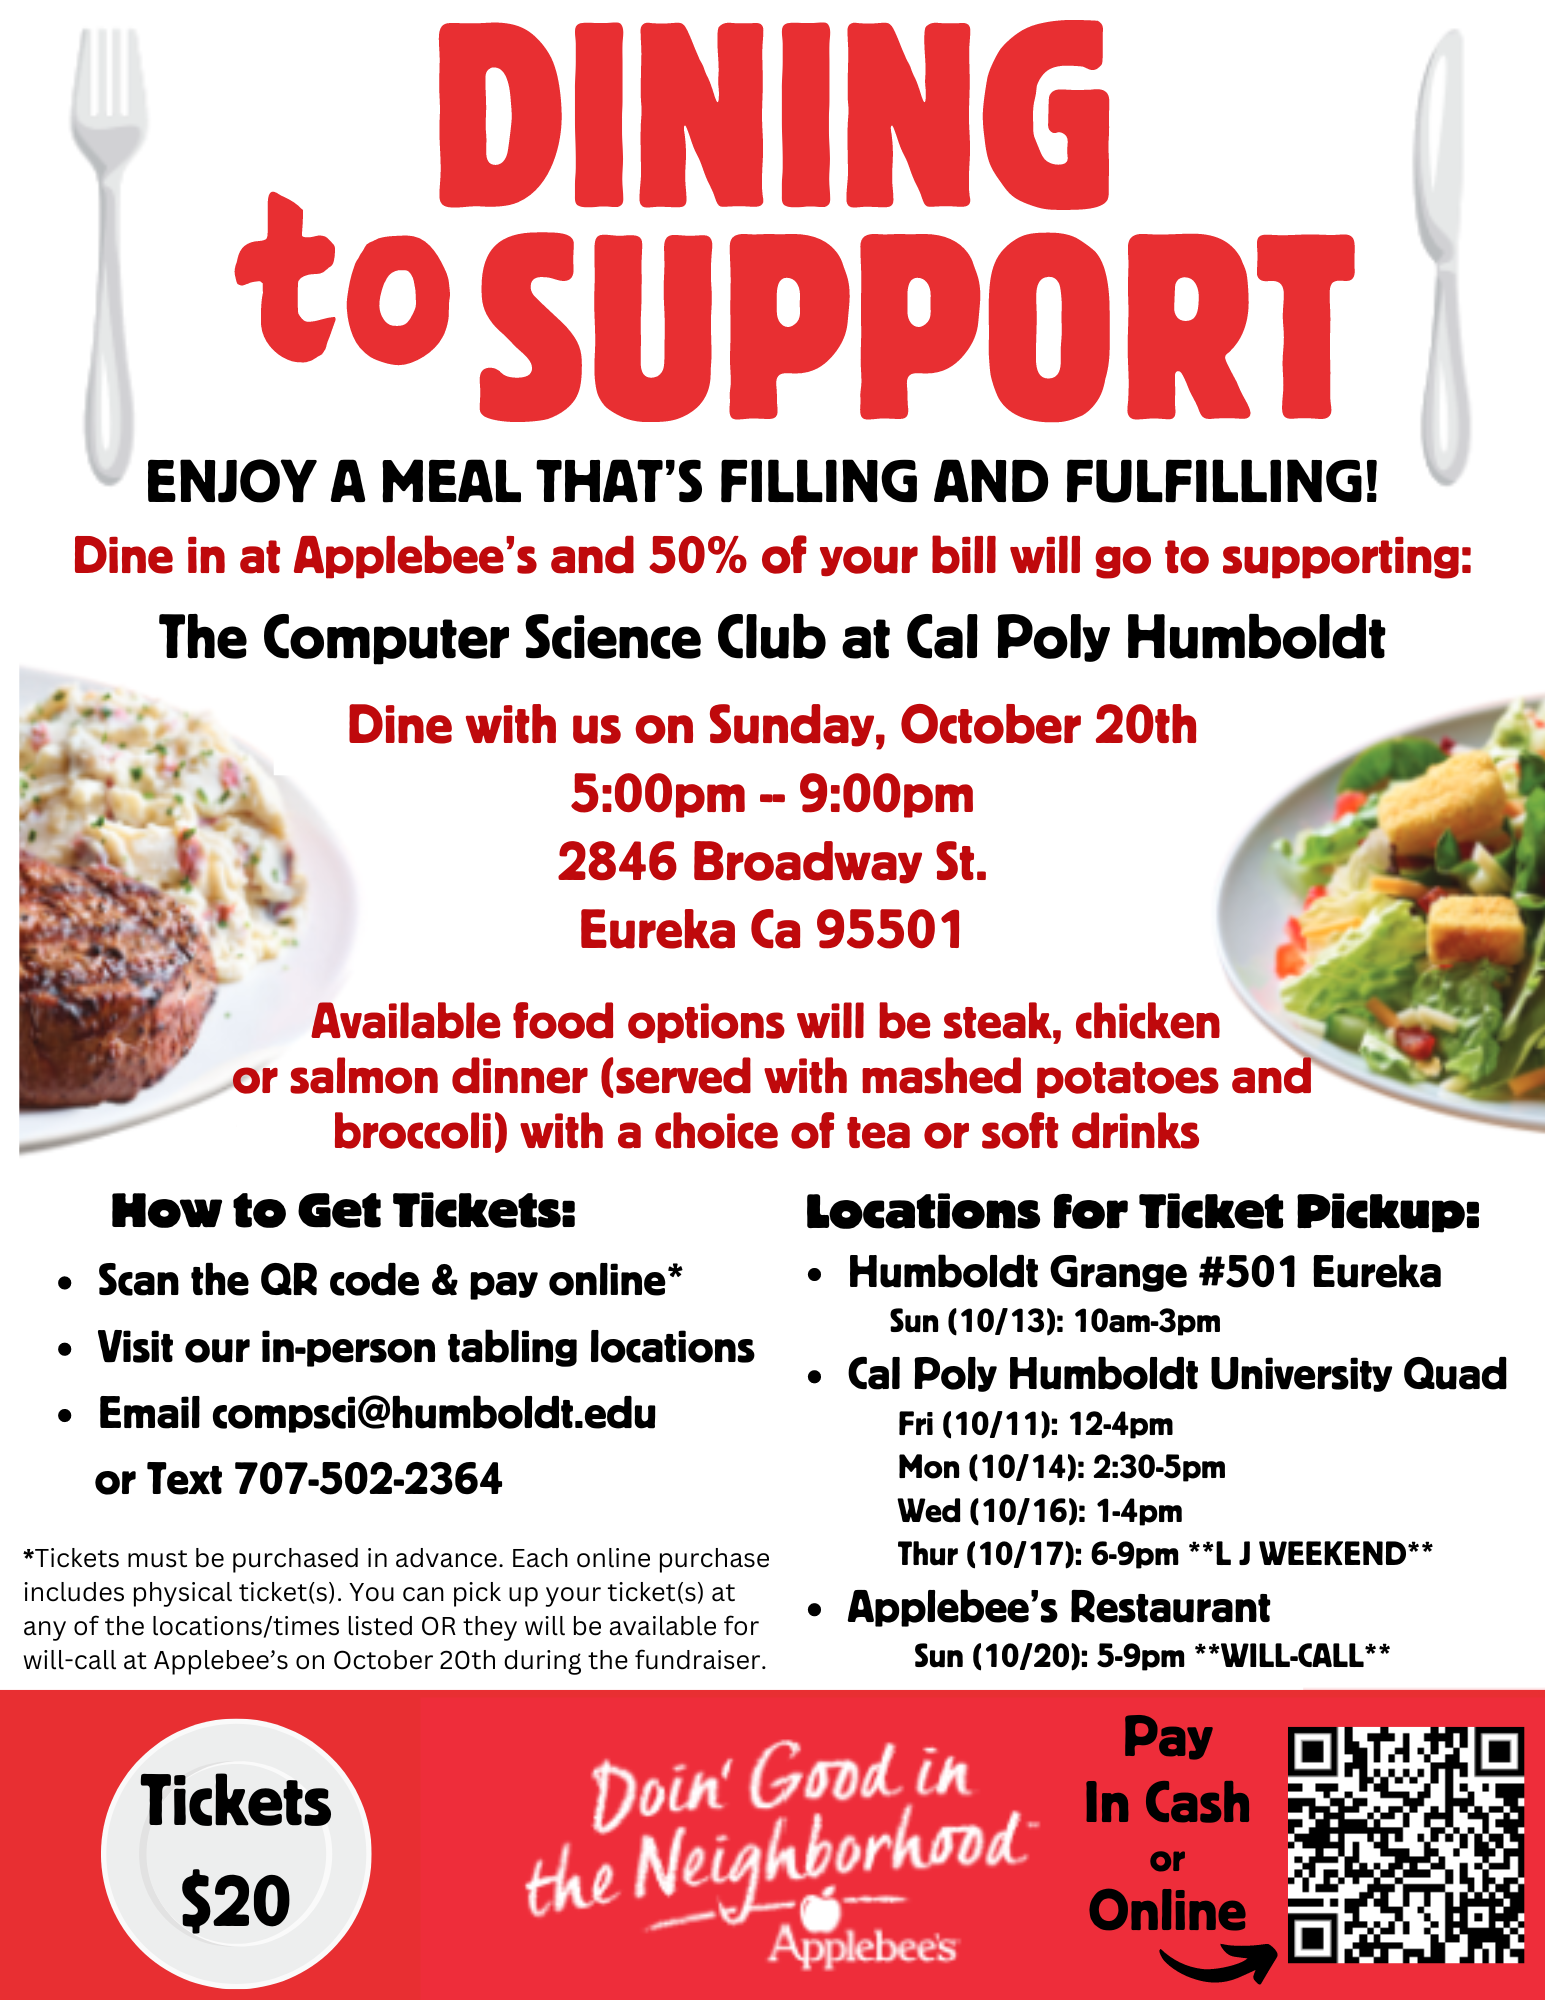 DINING
to SUPPORT
ENJOY A MEAL THAT'S FILLING AND FULFILLING!
Dine in at Applebee's and 50% of your bill will go to supporting:
The Computer Science Club at Cal Poly Humboldt
Dine with us on Sunday, October 20th
5:00pm -- 9:00pm
2846 Broadway St.
Eureka Ca 95501
Available food options will be steak, chicken
or salmon dinner (served with mashed potatoes and
broccoli) with a choice of tea or soft drinks
How to Get Tickets:
• Scan the QR code & pay online*
• Visit our in-person tabling locations
• Email compsci@humboldt.edu
or Text 707-502-2364
*Tickets must be purchased in advance. Each online purchase
includes physical ticket(s). You can pick up your ticket(s) at
any of the locations/times listed OR they will be available for
will-call at Applebee's on October 20th during the fundraiser.
Locations for Ticket Pickup:
• Humboldt Grange #501 Eureka
Sun (10/13): 10am-3pm
• Cal Poly Humboldt University Quad
Fri (10/11): 12-4pm
Mon (10/14): 2:30-5pm
Wed (10/16): 1-4pm
Thur (10/17): 6-9pm **L J WEEKEND**
• Applebee's Restaurant
Sun (10/20): 5-9pm **WILL-CALL**
Tickets
$20
Doin' Good in
the Neighborhood
Applebee's
Pay
In Cash
or
Online